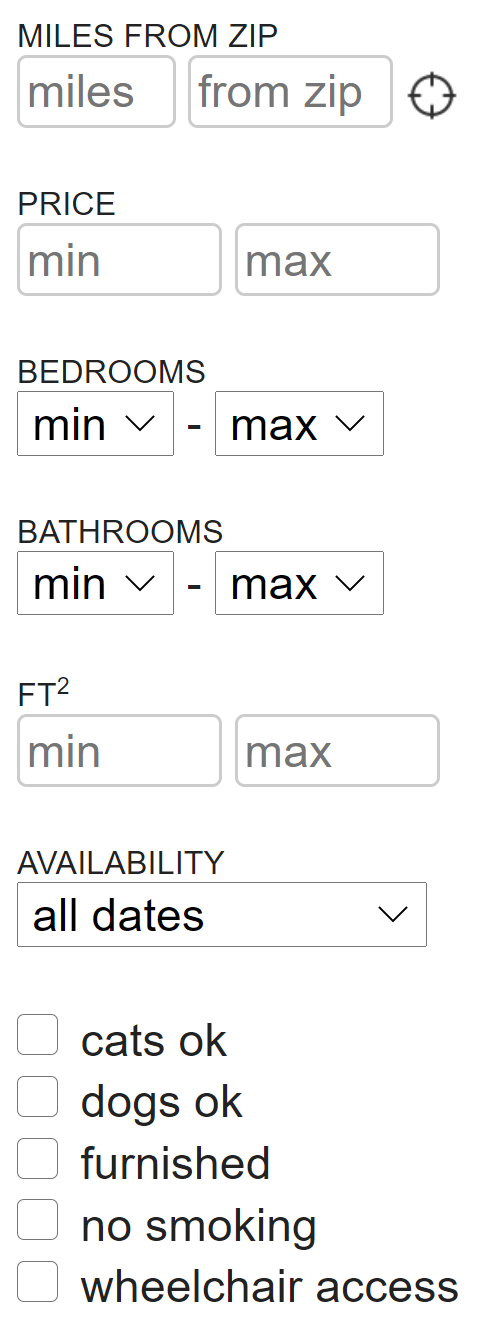 MILES FROM ZIP
miles from zip
PRICE
min max
BEDROOMS
min - max
BATHROOMS
min - max
FT²
min max
AVAILABILITY
all dates
cats ok
dogs ok
furnished
no smoking
wheelchair access